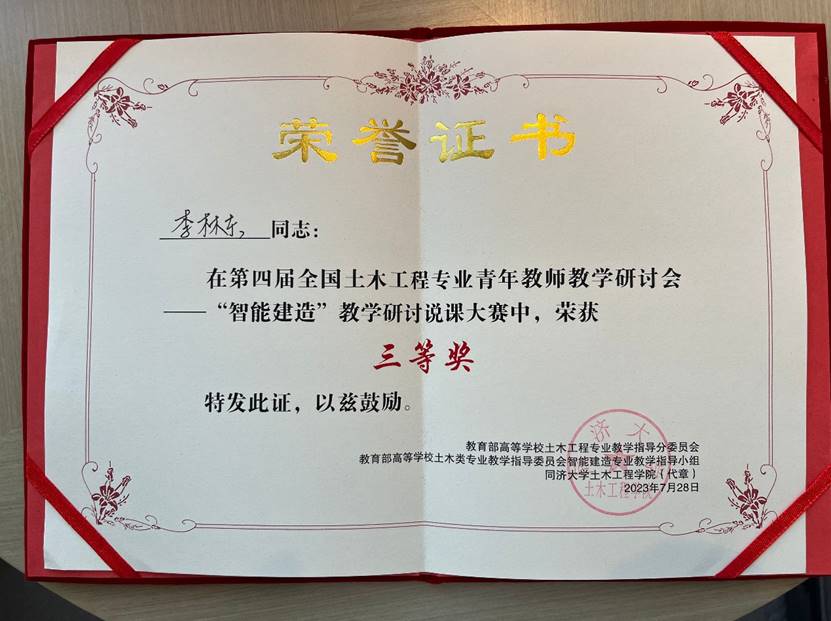 荣誉证书
李林东 同志：
在第四届全国土木工程专业青年教师教学研讨会
——“智能建造”教学研讨说课大赛中，荣获
三等奖
特发此证，以兹鼓励。
教育部高等学校土木工程专业教学指导分委员会
教育部高等学校土木类专业教学指导委员会智能建造专业教学指导小组
同济大学土木工程学院（代章）
2023年7月28日
土木工程学院